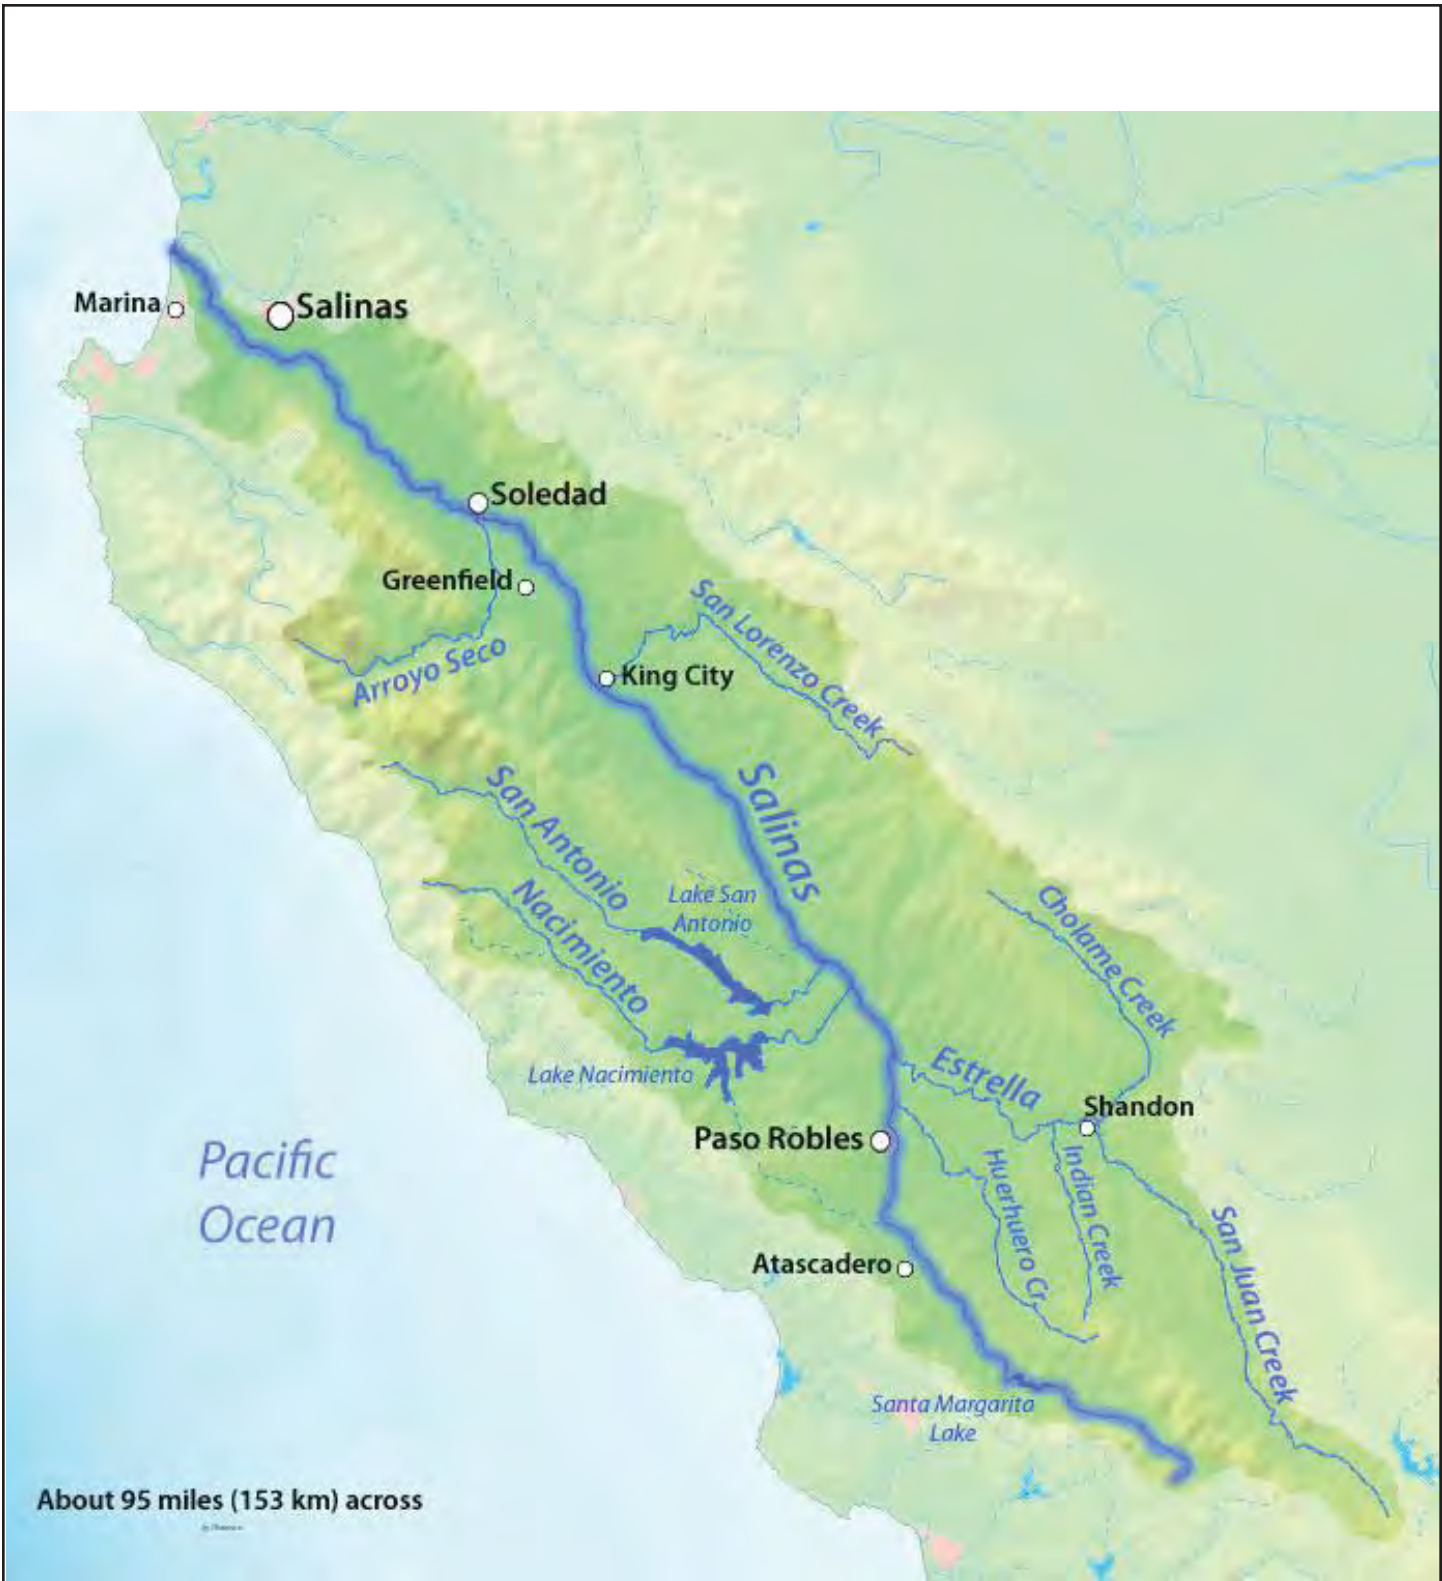 Marina
Salinas
Soledad
Greenfield
San Lorenzo Creek
Arroyo Seco
King City
San Antonio
Salinas
Nacimiento
Lake San
Antonio
Cholame Creek
Lake Nacimiento
Estrella
Shandon
Paso Robles
Pacific
Ocean
Huerhuero Cr.
Indian Creek
San Juan Creek
Atascadero
Santa Margarita
Lake
About 95 miles (153 km) across